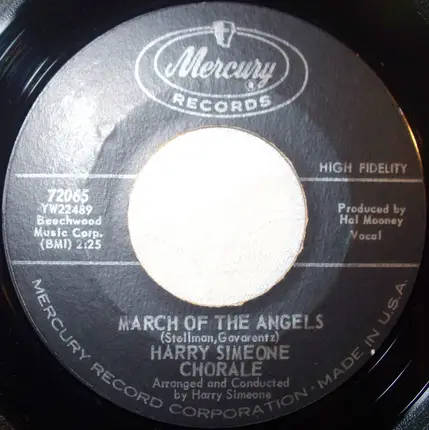 Mercury
RECORDS
HIGH FIDELITY
72065
YW22489
Beechwood
Music Corp.
(BMI) 2:25
Produced by
Hal Mooney
Vocal
MARCH OF THE ANGELS
(Stellman, Gavarentz)
HARRY SIMEONE
CHORALE
Arranged and Conducted
by Harry Simeone
MERCURY RECORD CORPORATION · MADE IN U.S.A.